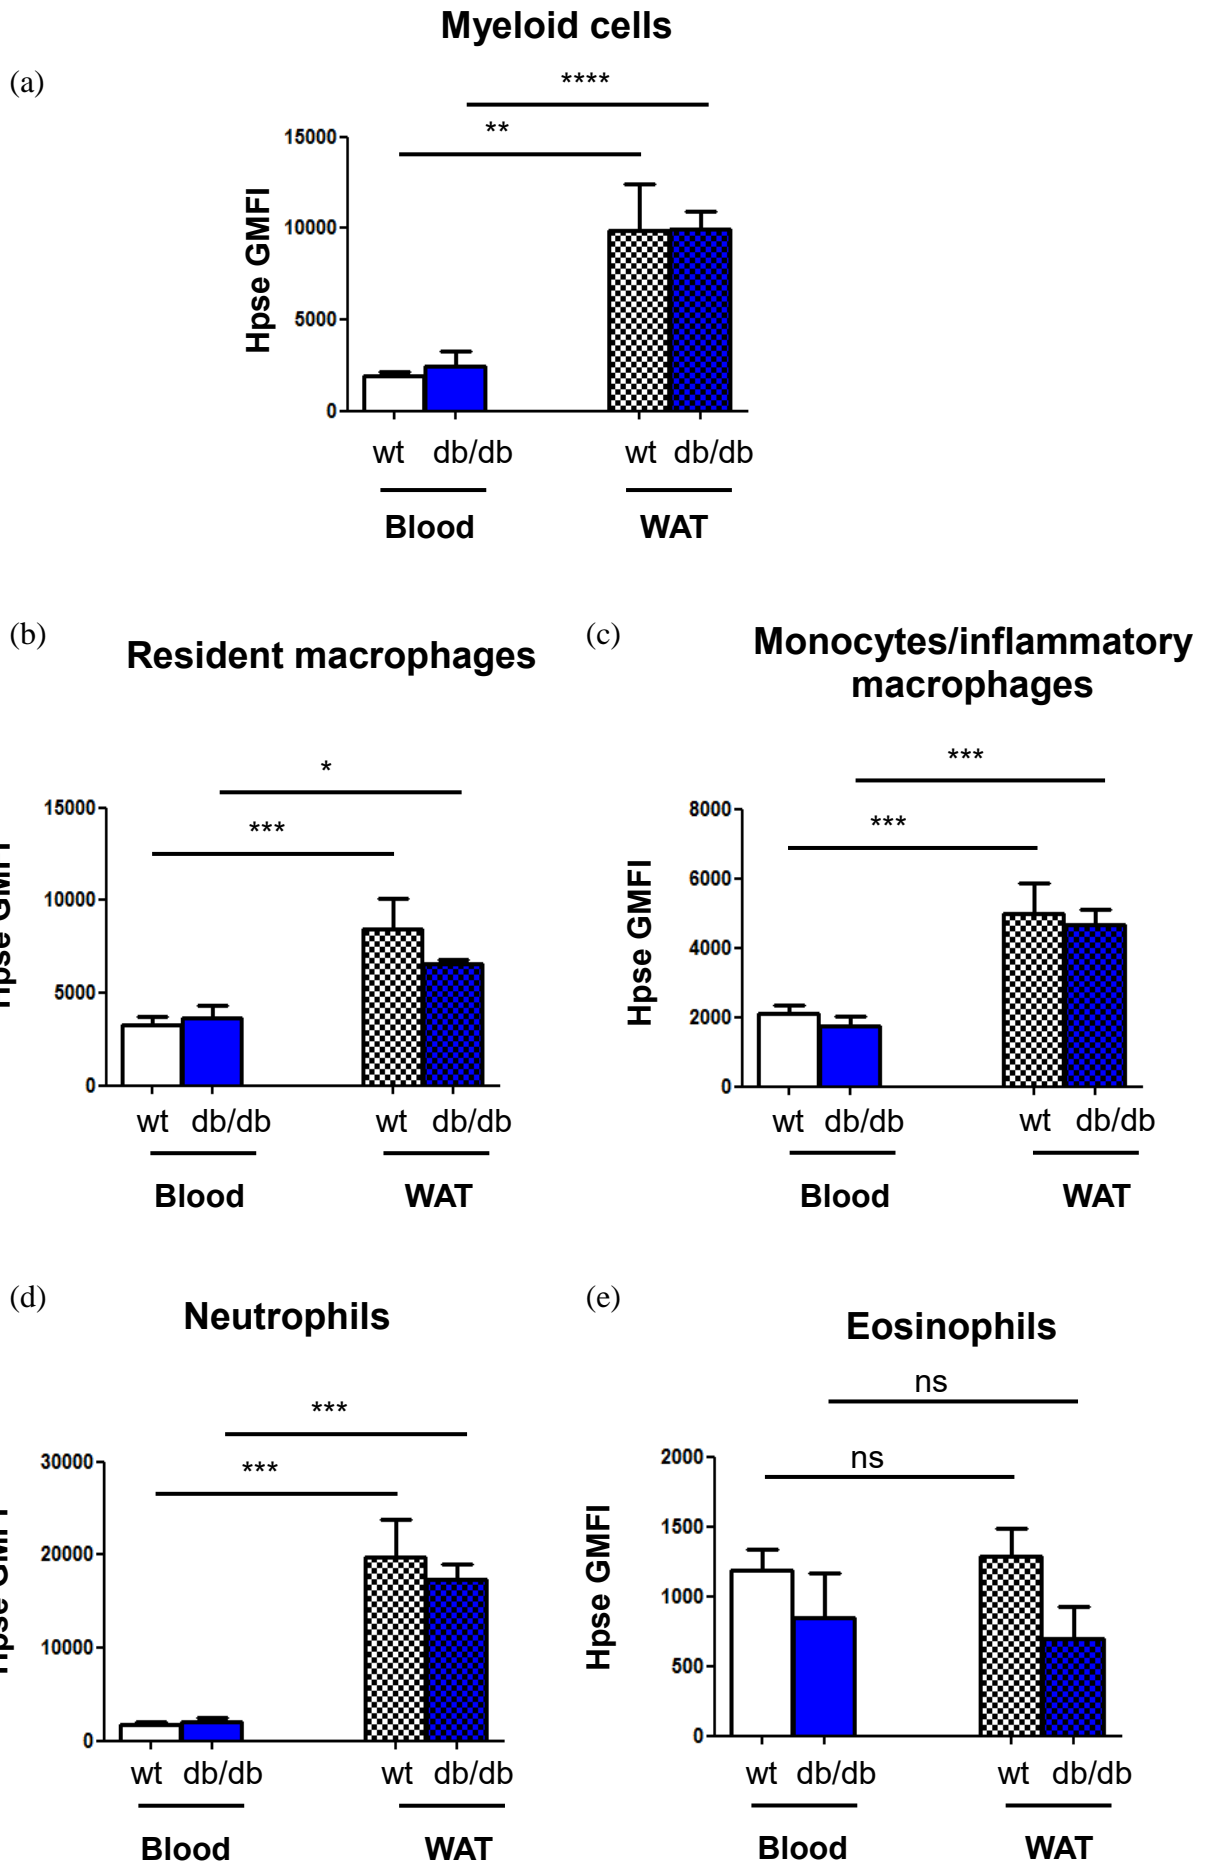 Myeloid cells
(a)
****
**
15000
10000
5000
0
Hpse GMFI
wt db/db wt db/db
Blood WAT
(b)
Resident macrophages
*
***
15000
10000
5000
0
Hpse GMFI
wt db/db wt db/db
Blood WAT
(c)
Monocytes/inflammatory
macrophages
***
***
8000
6000
4000
2000
0
Hpse GMFI
wt db/db wt db/db
Blood WAT
(d)
Neutrophils
***
***
30000
20000
10000
0
Hpse GMFI
wt db/db wt db/db
Blood WAT
(e)
Eosinophils
ns
ns
2000
1500
1000
500
0
Hpse GMFI
wt db/db wt db/db
Blood WAT